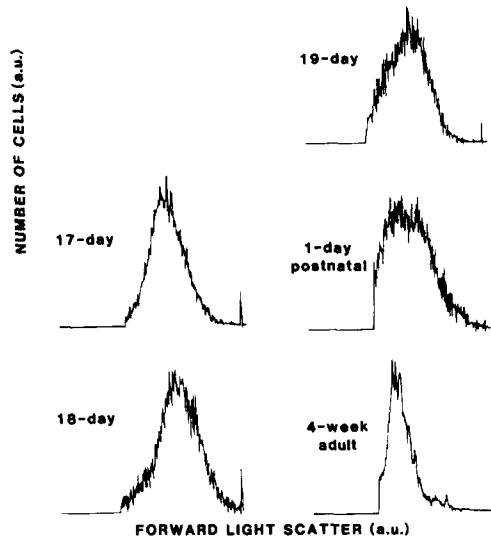 NUMBER OF CELLS (a.u.)
19-day
17-day
1-day
postnatal
18-day
4-week
adult
FORWARD LIGHT SCATTER (a.u.)